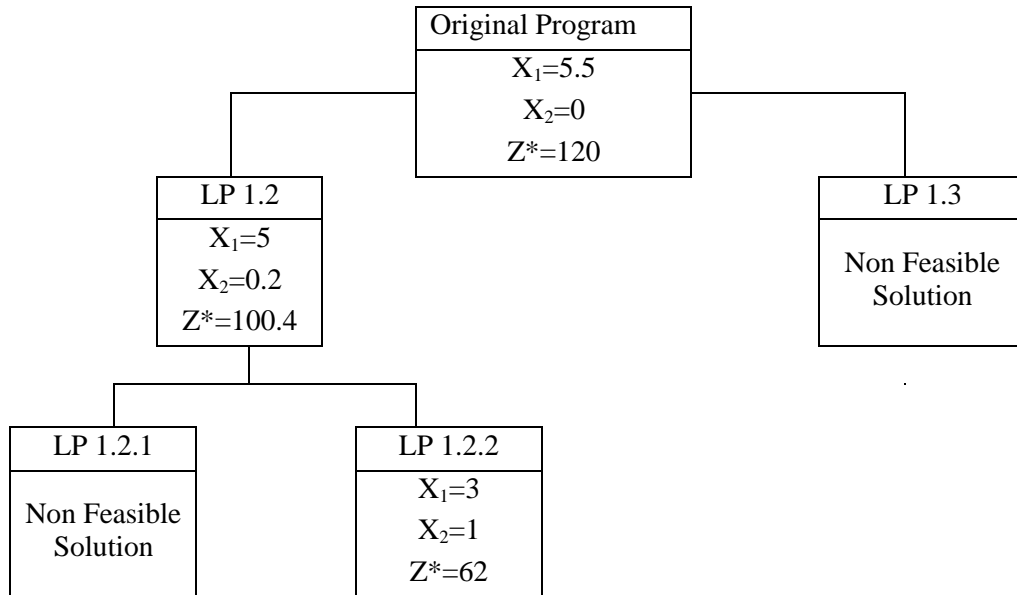 Original Program
X₁=5.5
X₂=0
Z*=120
LP 1.2
X₁=5
X₂=0.2
Z*=100.4
LP 1.3
Non Feasible
Solution
LP 1.2.1
Non Feasible
Solution
LP 1.2.2
X₁=3
X₂=1
Z*=62